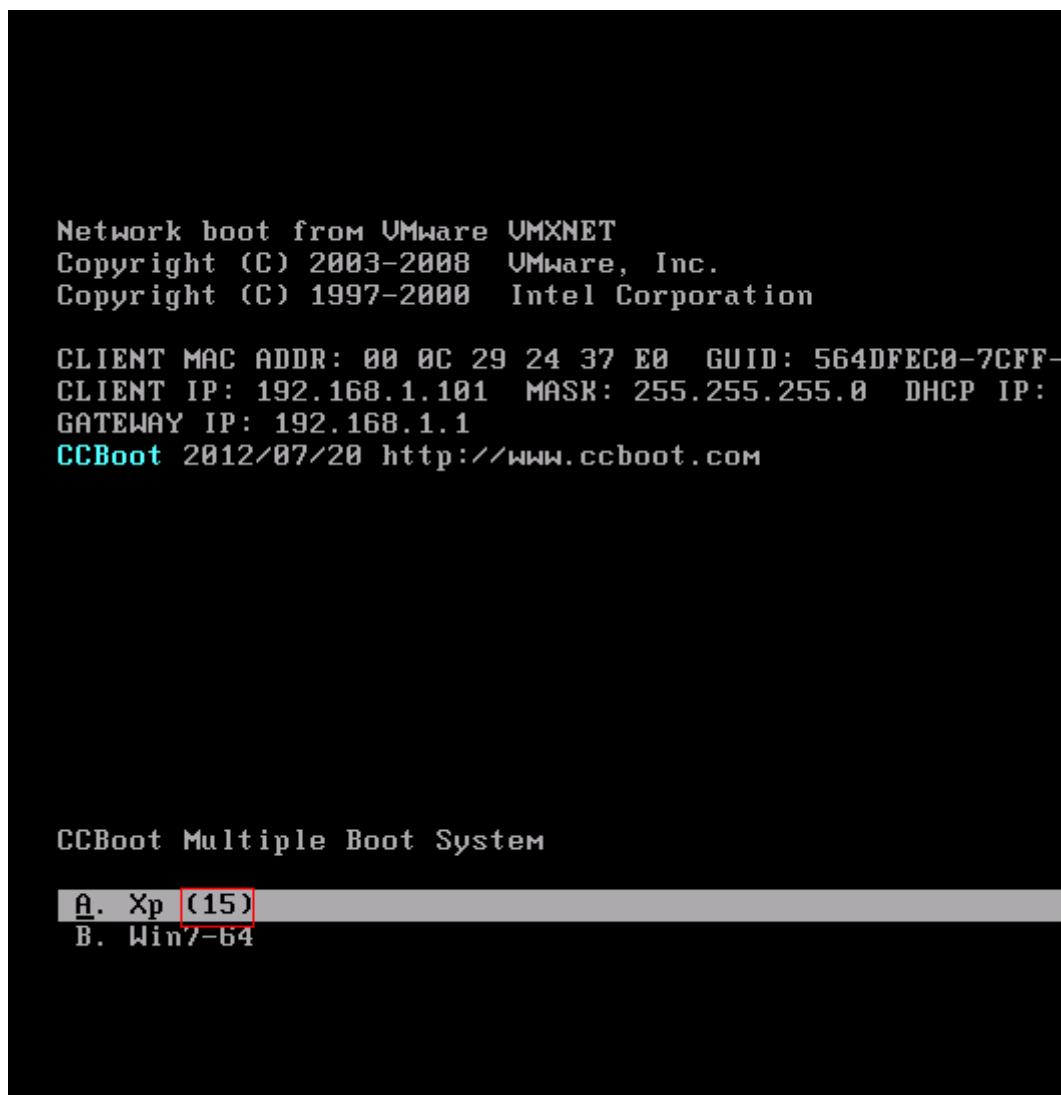 Network boot from VMware VMXNET
Copyright (C) 2003-2008  VMware, Inc.
Copyright (C) 1997-2000  Intel Corporation
CLIENT MAC ADDR: 00 0C 29 24 37 E0  GUID: 564DFEC0-7CFF-
CLIENT IP: 192.168.1.101  MASK: 255.255.255.0  DHCP IP:
GATEWAY IP: 192.168.1.1
CCBoot 2012/07/20 http://www.ccboot.com
CCBoot Multiple Boot System
A. Xp (15)
B. Win7-64